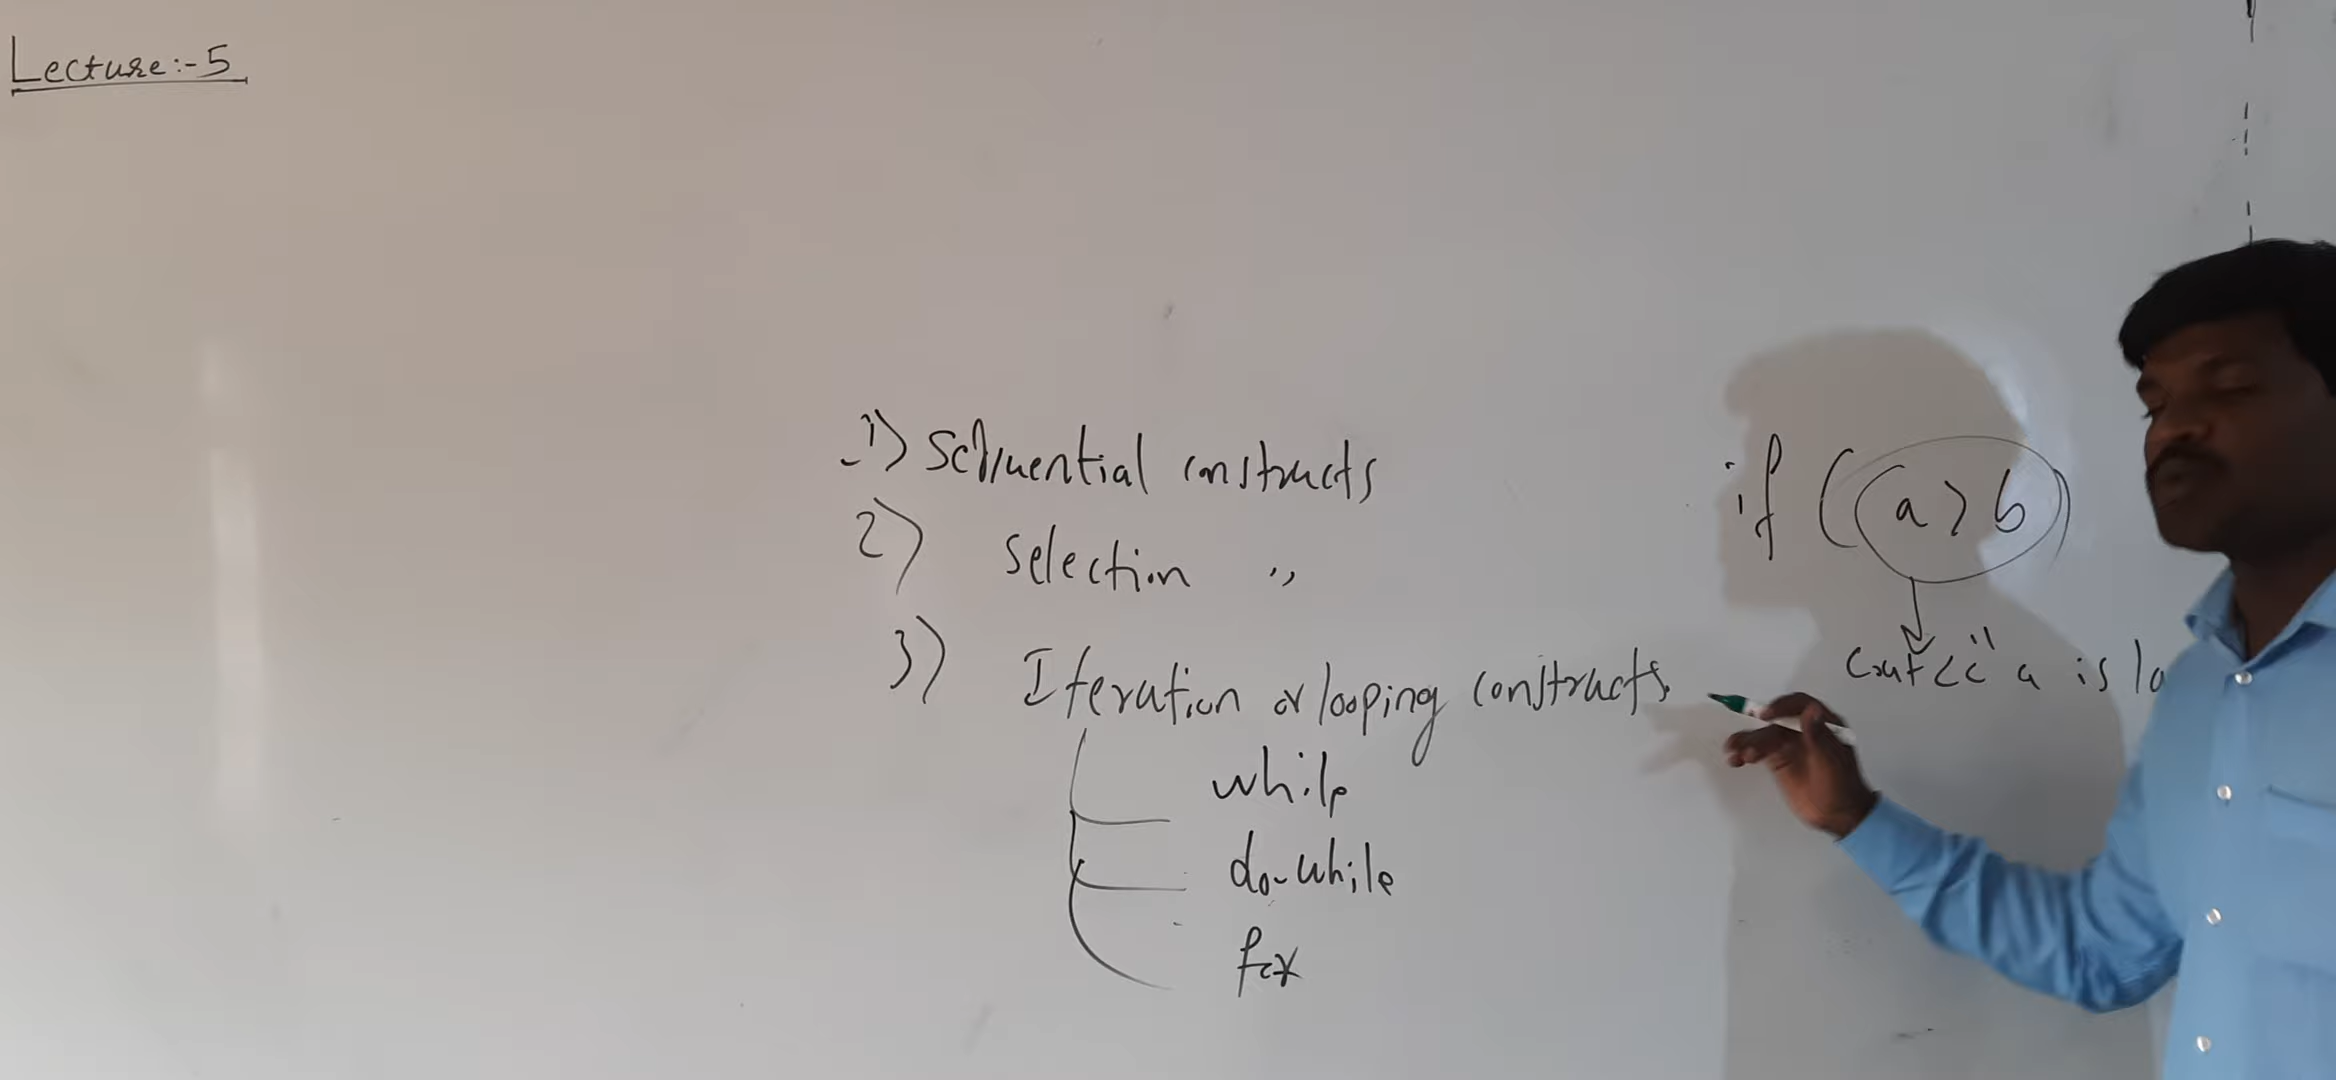 Lecture:-5
1) Sequential constructs
2) Selection "
3) Iteration or looping constructs.
while
do-while
for
if (a > b)
cout << "a is la